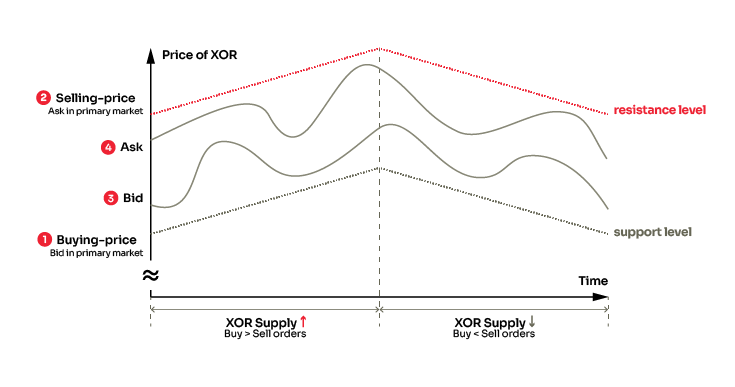 Price of XOR
2 Selling-price
Ask in primary market
resistance level
4 Ask
3 Bid
1 Buying-price
Bid in primary market
support level
≈
Time
XOR Supply ↑
Buy > Sell orders
XOR Supply ↓
Buy < Sell orders